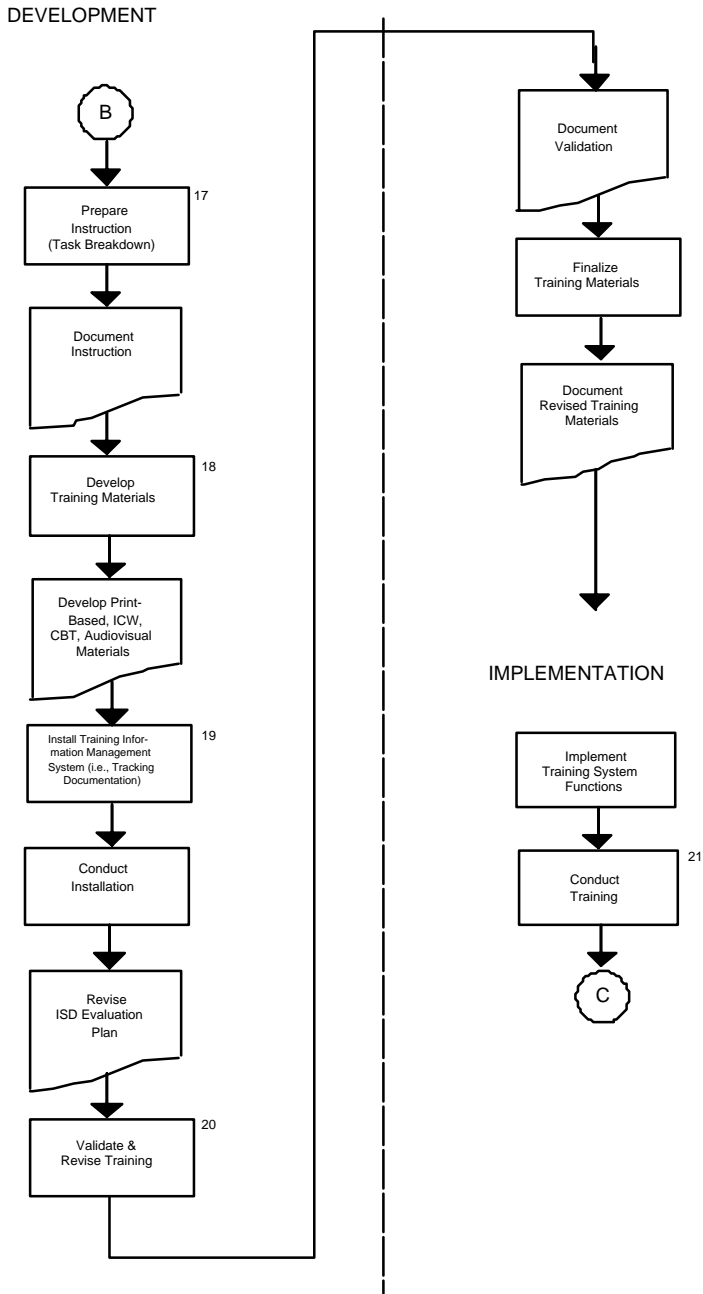 DEVELOPMENT
B
17
Prepare
Instruction
(Task Breakdown)
Document
Instruction
18
Develop
Training Materials
Develop Print-
Based, ICW,
CBT, Audiovisual
Materials
19
Install Training Infor-
mation Management
System (i.e., Tracking
Documentation)
Conduct
Installation
Revise
ISD Evaluation
Plan
20
Validate &
Revise Training
Document
Validation
Finalize
Training Materials
Document
Revised Training
Materials
IMPLEMENTATION
Implement
Training System
Functions
21
Conduct
Training
C